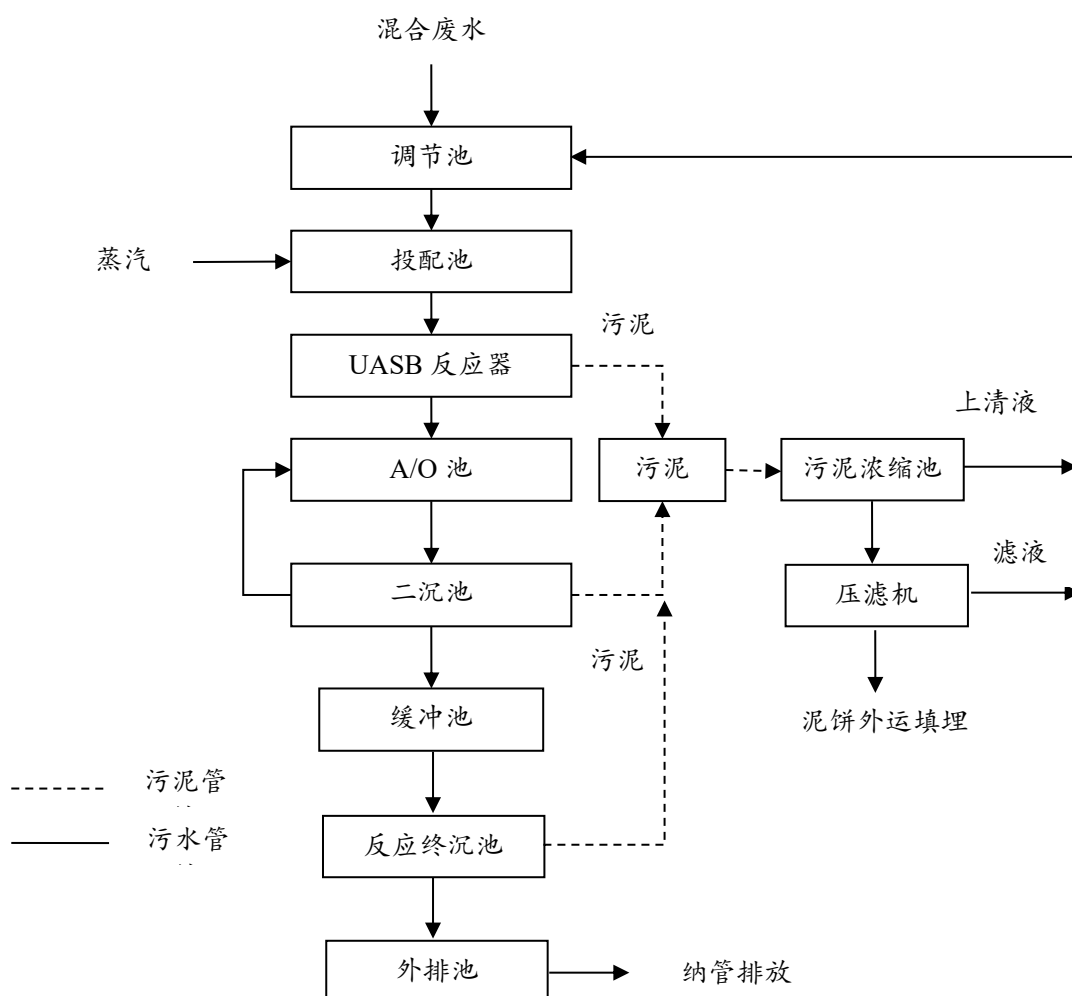 混合废水
调节池
蒸汽
投配池
污泥
UASB 反应器
上清液
A/O 池
污泥
污泥浓缩池
滤液
二沉池
压滤机
污泥
缓冲池
泥饼外运填埋
污泥管
污水管
反应终沉池
外排池
纳管排放